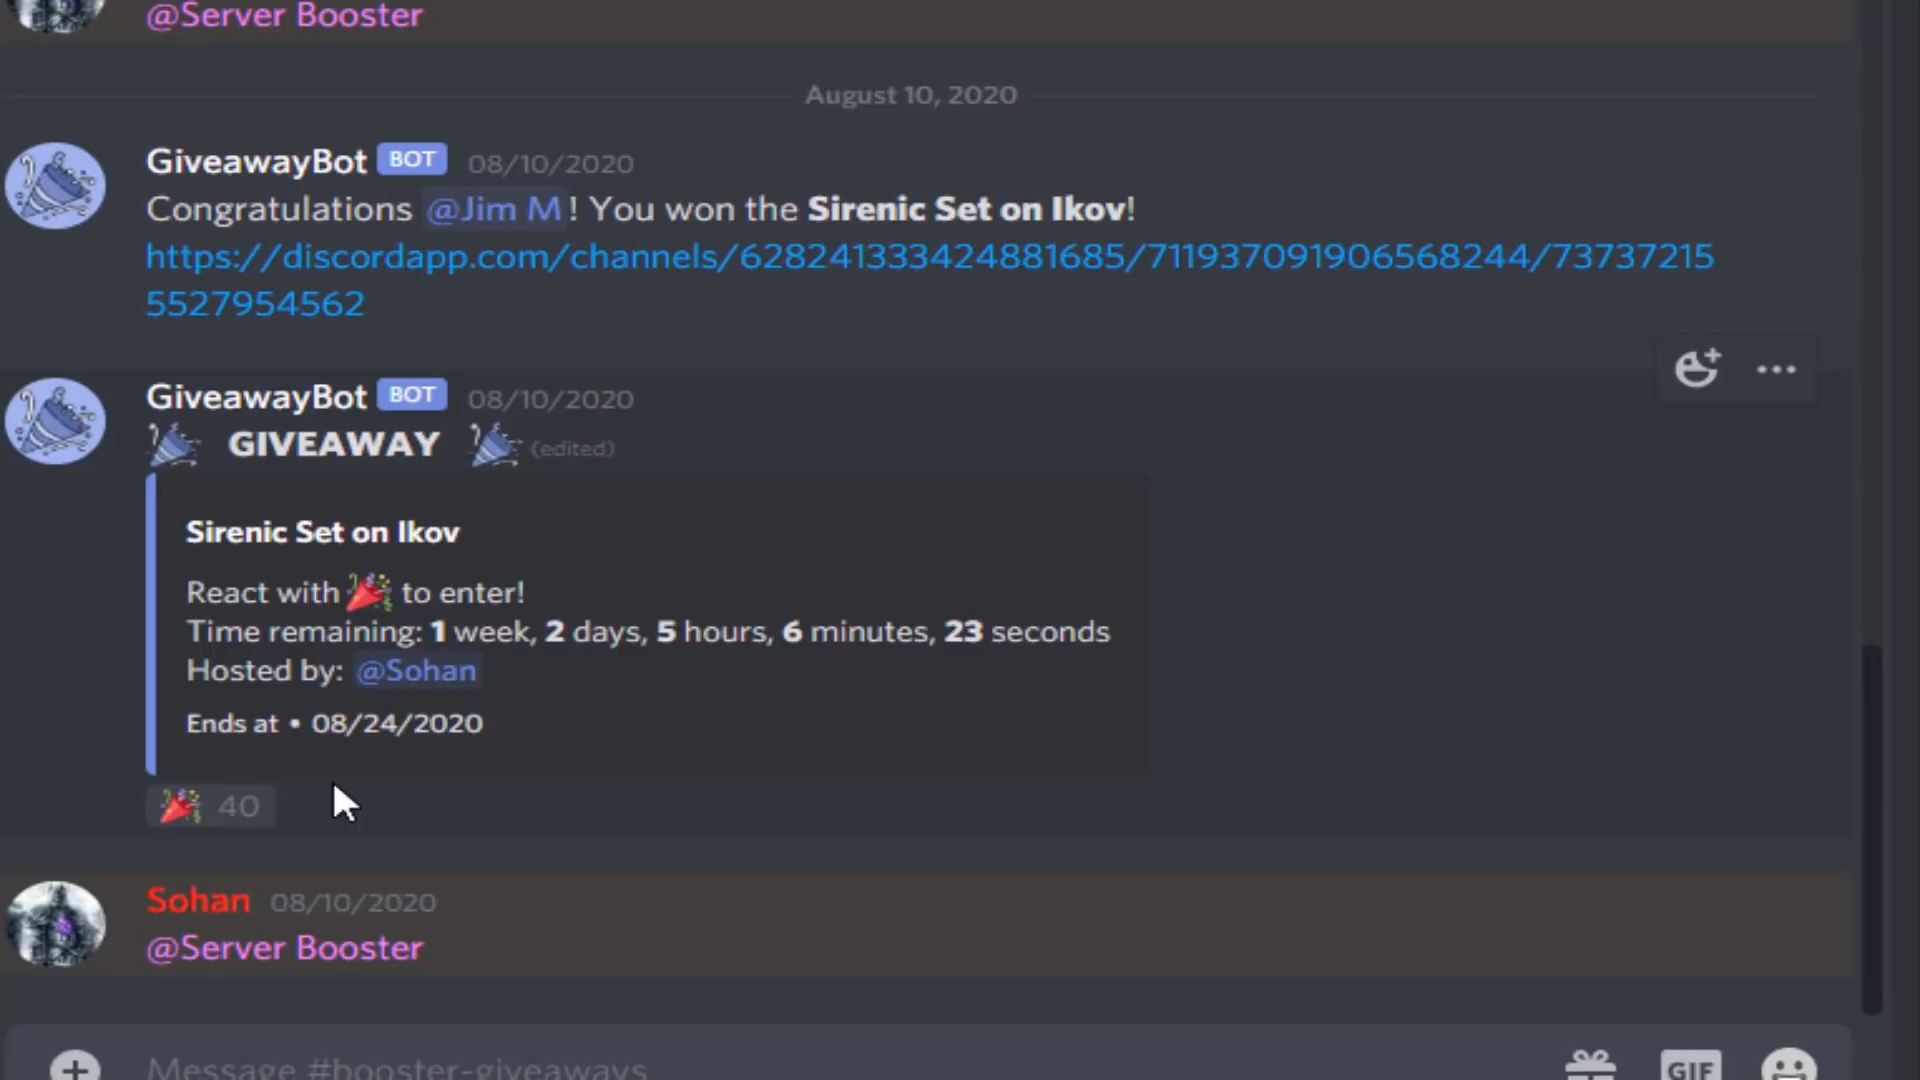 @Server Booster
August 10, 2020
GiveawayBot BOT 08/10/2020
Congratulations @Jim M! You won the Sirenic Set on Ikov!
https://discordapp.com/channels/628241333424881685/711937091906568244/73737215
5527954562
GiveawayBot BOT 08/10/2020
GIVEAWAY (edited)
Sirenic Set on Ikov
React with 🎉 to enter!
Time remaining: 1 week, 2 days, 5 hours, 6 minutes, 23 seconds
Hosted by: @Sohan
Ends at • 08/24/2020
40
Sohan 08/10/2020
@Server Booster
Message #booster-giveaways
GIF